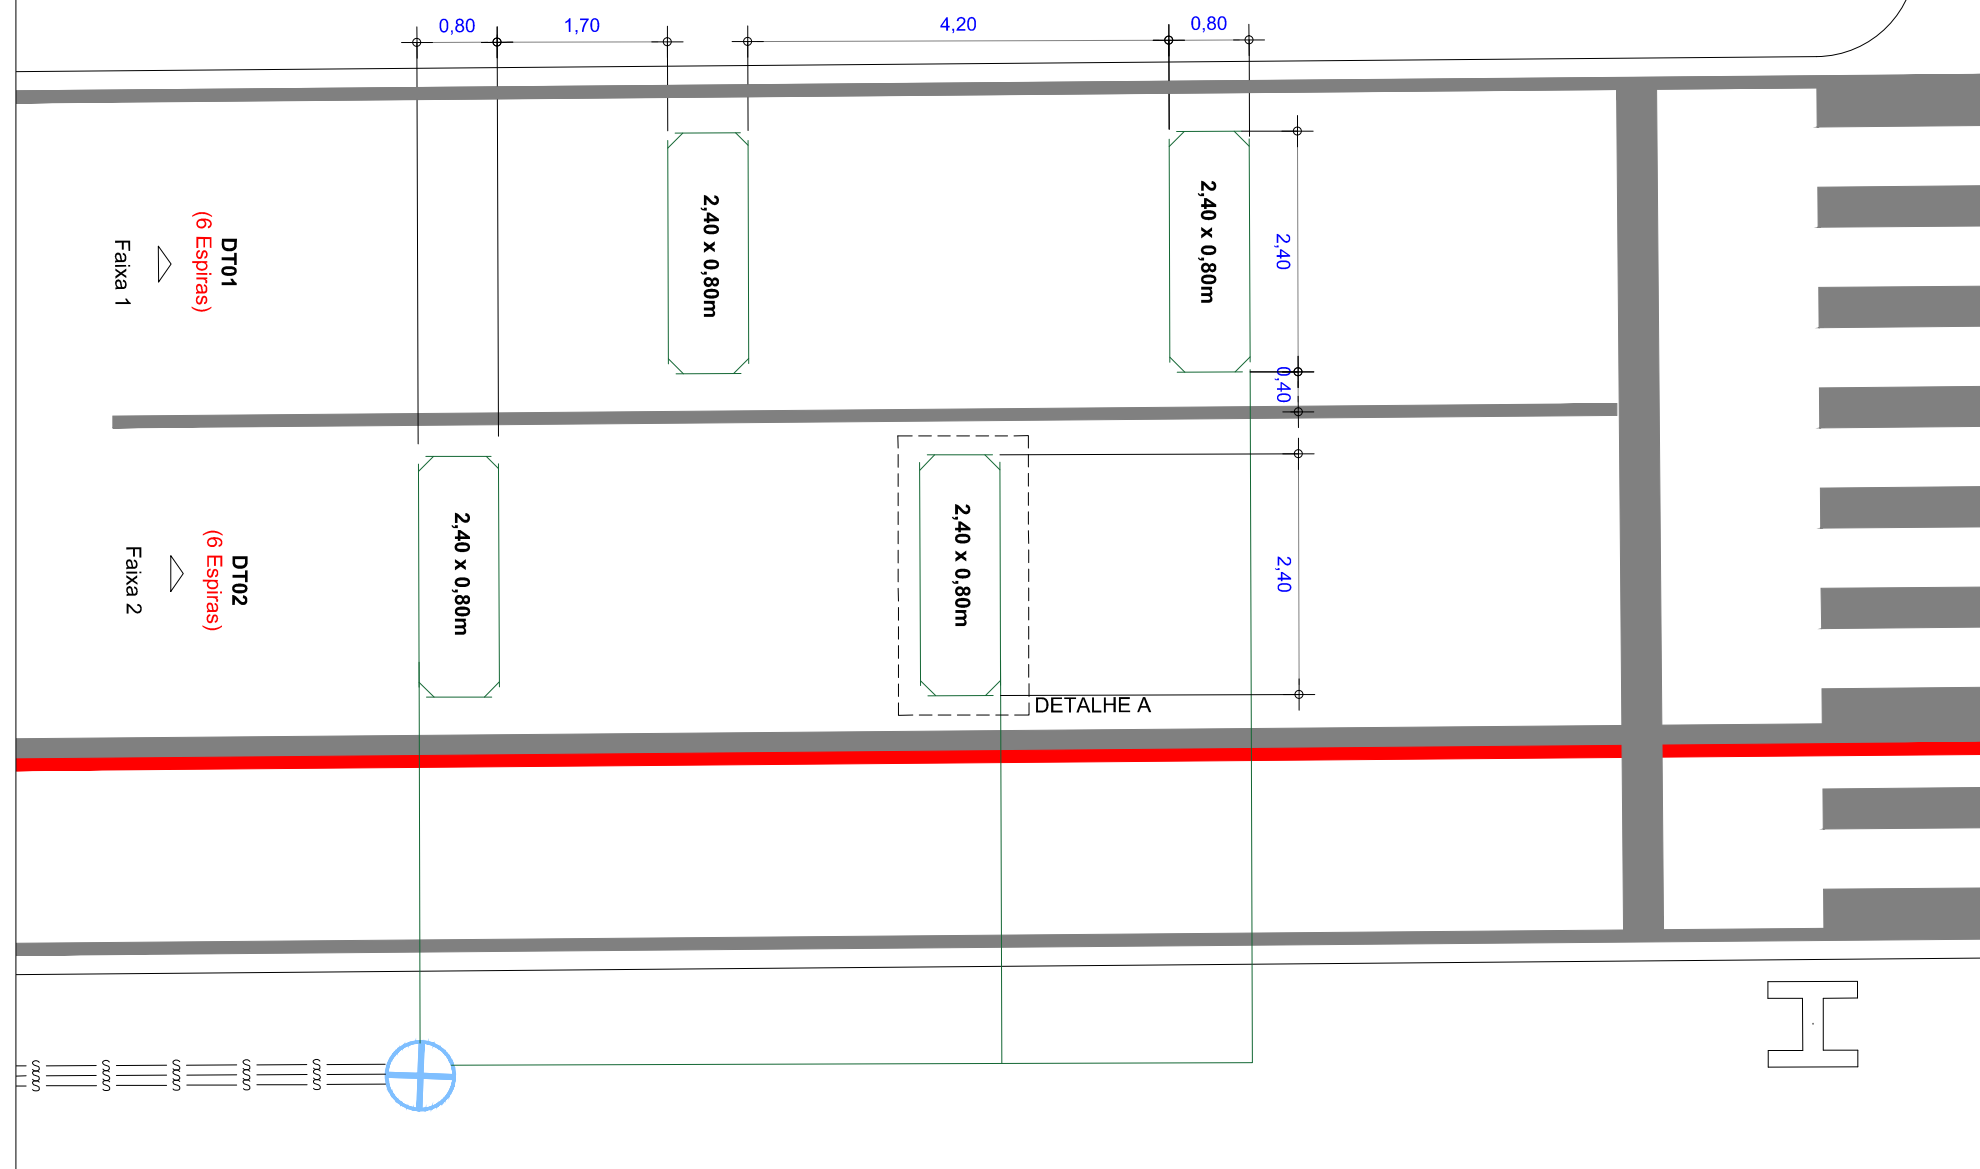 0,80
1,70
4,20
0,80
2,40 x 0,80m
2,40 x 0,80m
2,40
0,40
DT01
(6 Espiras)
Faixa 1
2,40 x 0,80m
2,40 x 0,80m
2,40
DT02
(6 Espiras)
Faixa 2
DETALHE A